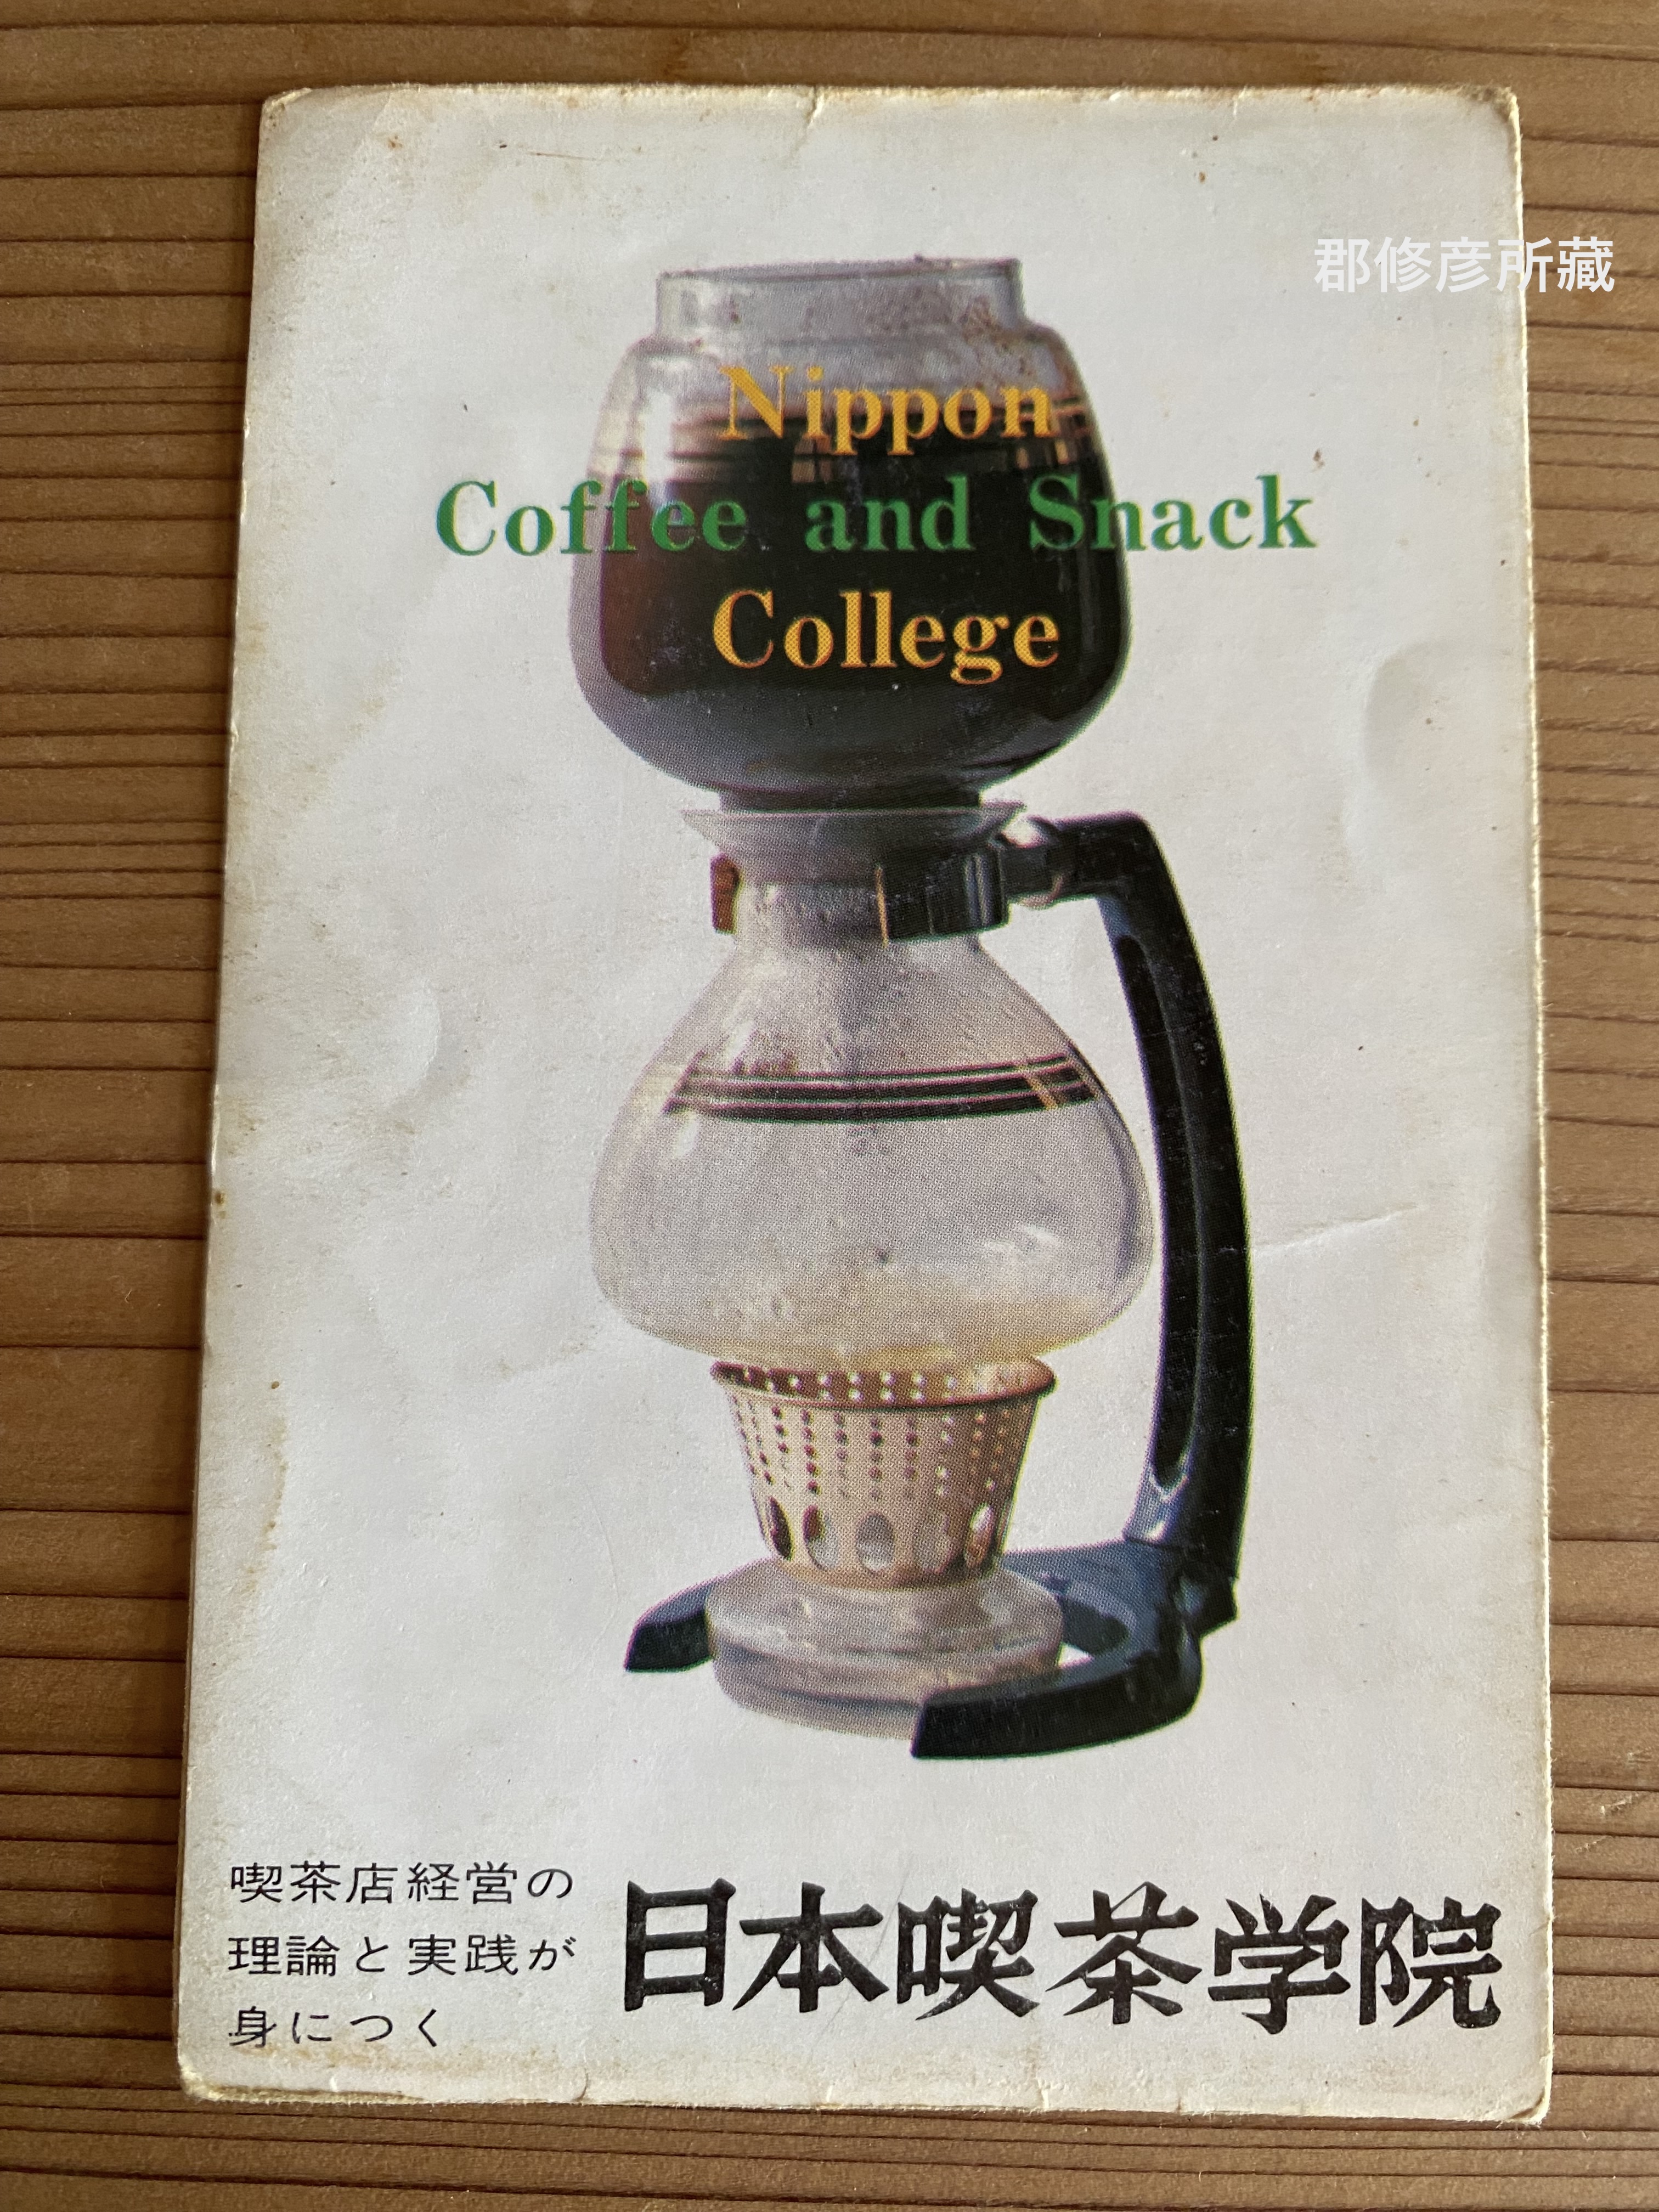 郡修彦所藏
Nippon
Coffee and Snack
College
喫茶店経営の
理論と実践が
身につく
日本喫茶学院